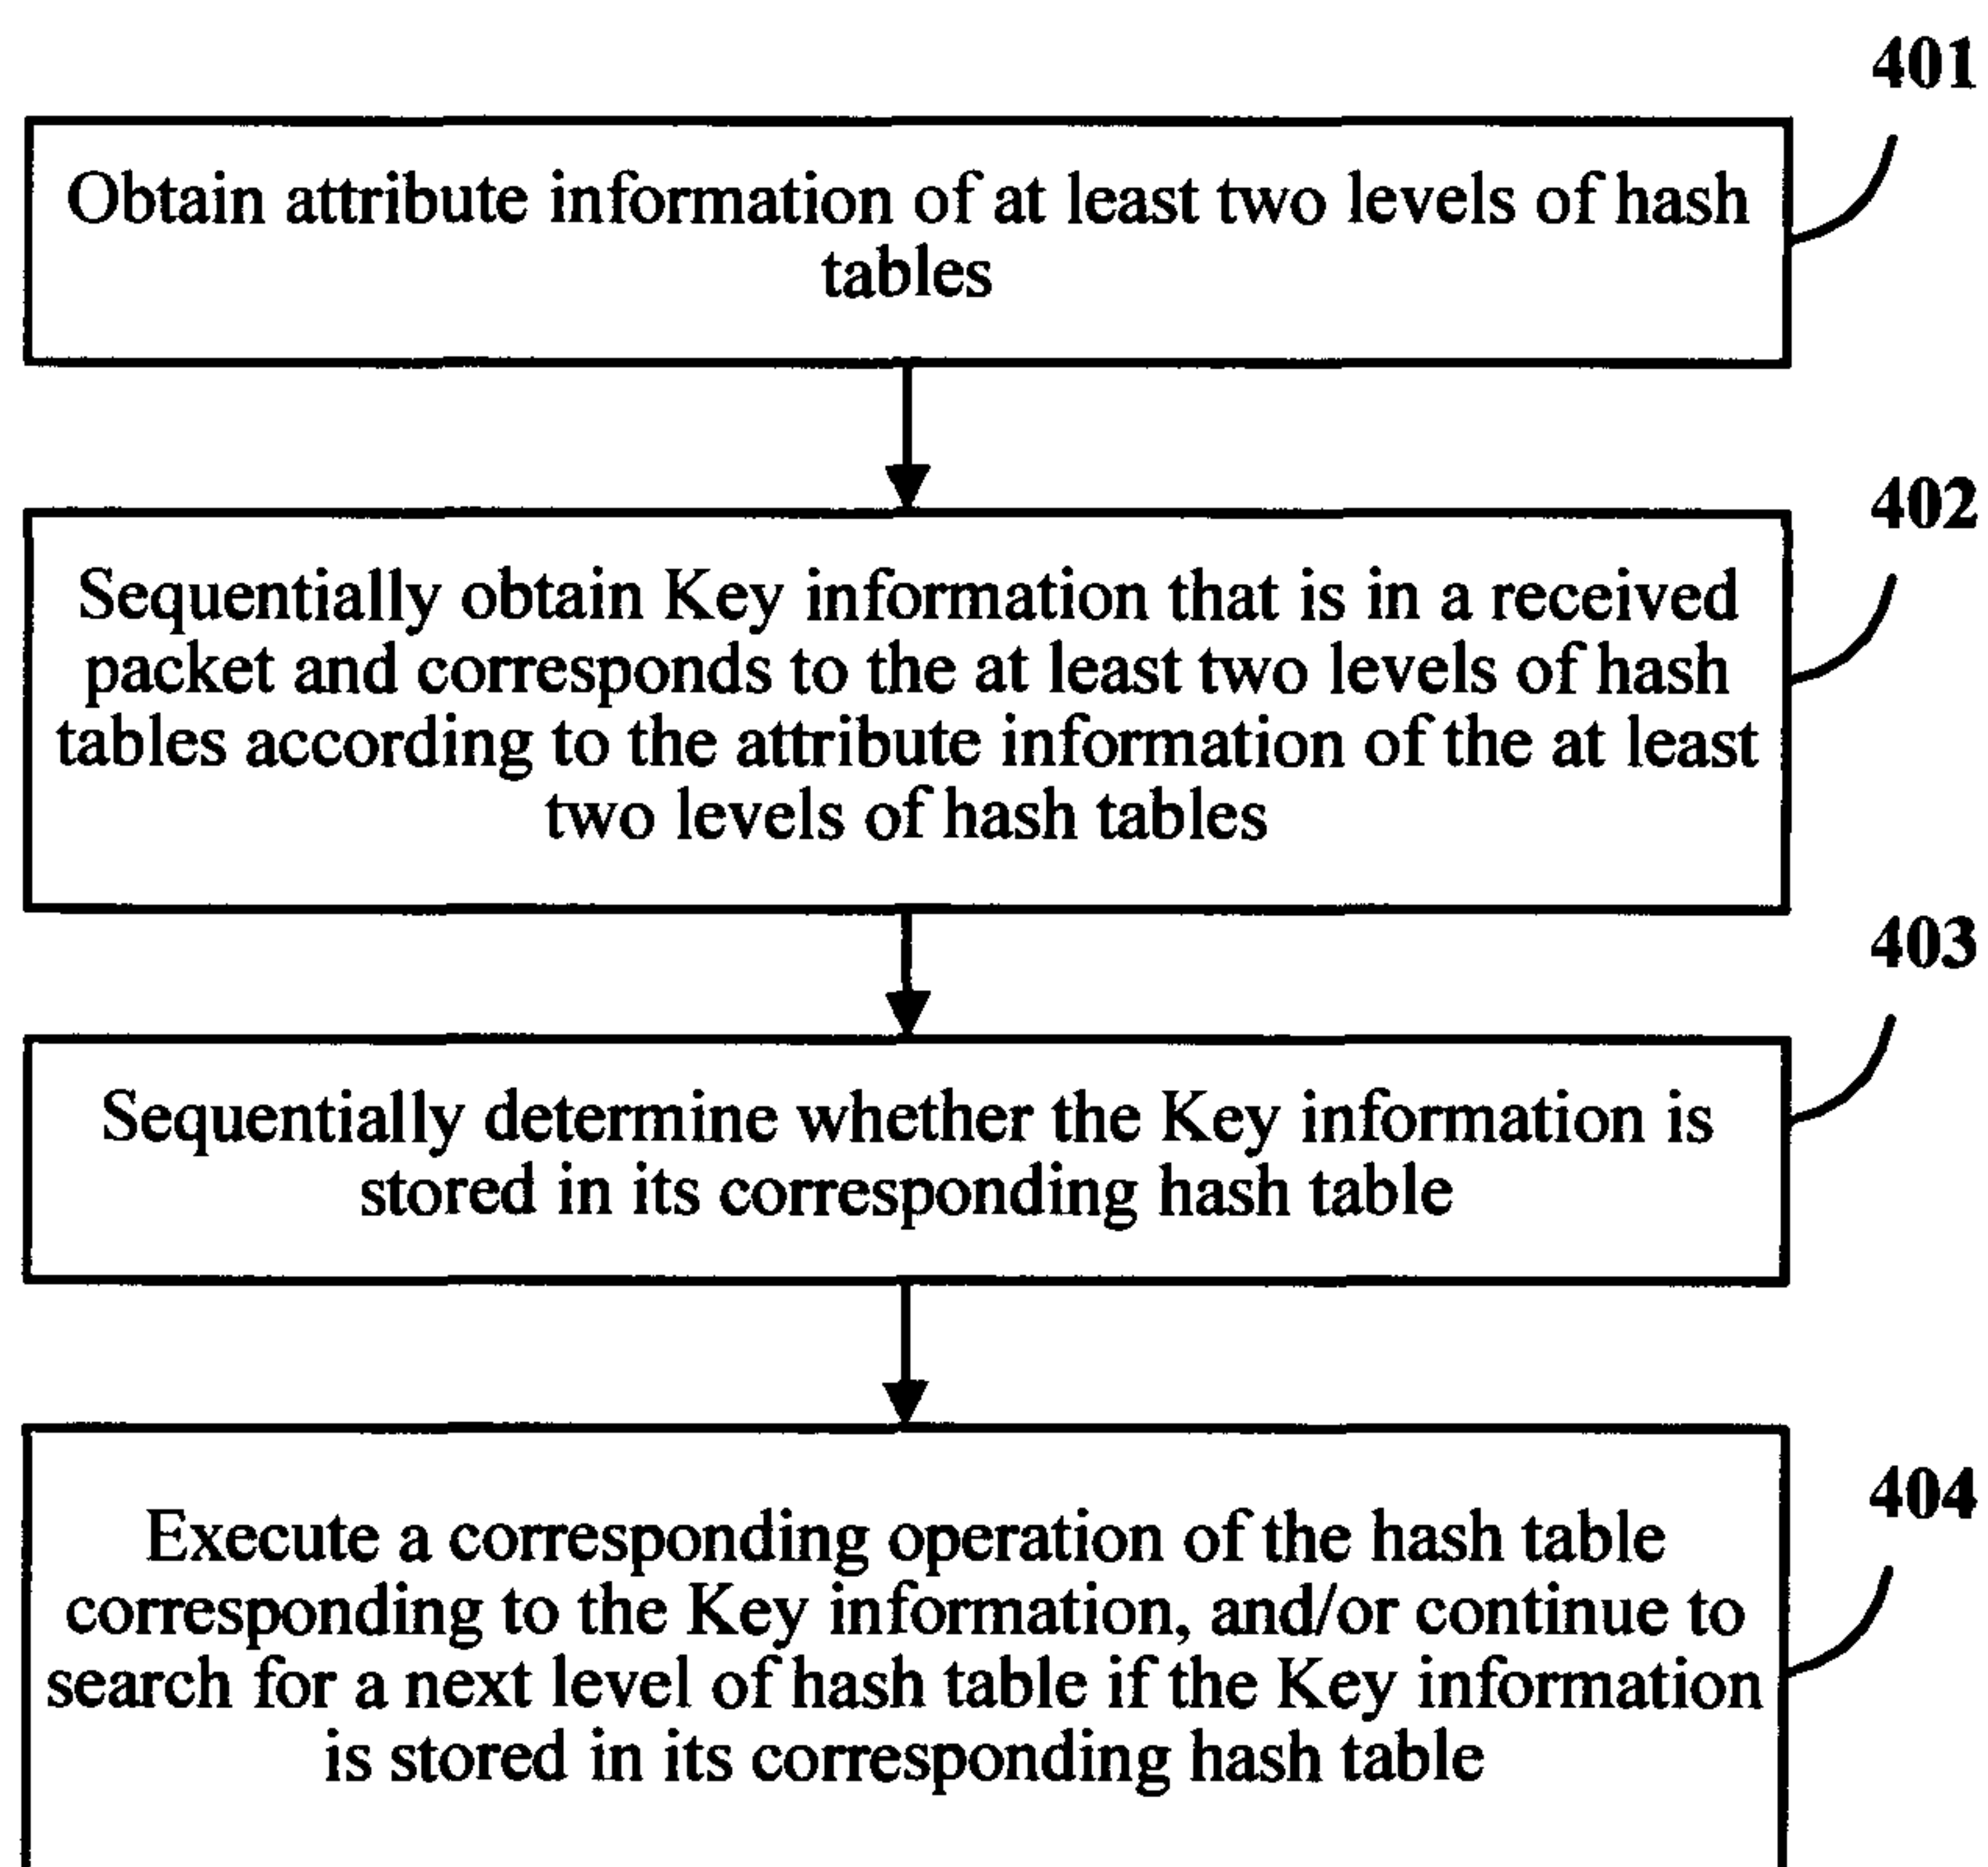 401
Obtain attribute information of at least two levels of hash
tables
402
Sequentially obtain Key information that is in a received
packet and corresponds to the at least two levels of hash
tables according to the attribute information of the at least
two levels of hash tables
403
Sequentially determine whether the Key information is
stored in its corresponding hash table
404
Execute a corresponding operation of the hash table
corresponding to the Key information, and/or continue to
search for a next level of hash table if the Key information
is stored in its corresponding hash table